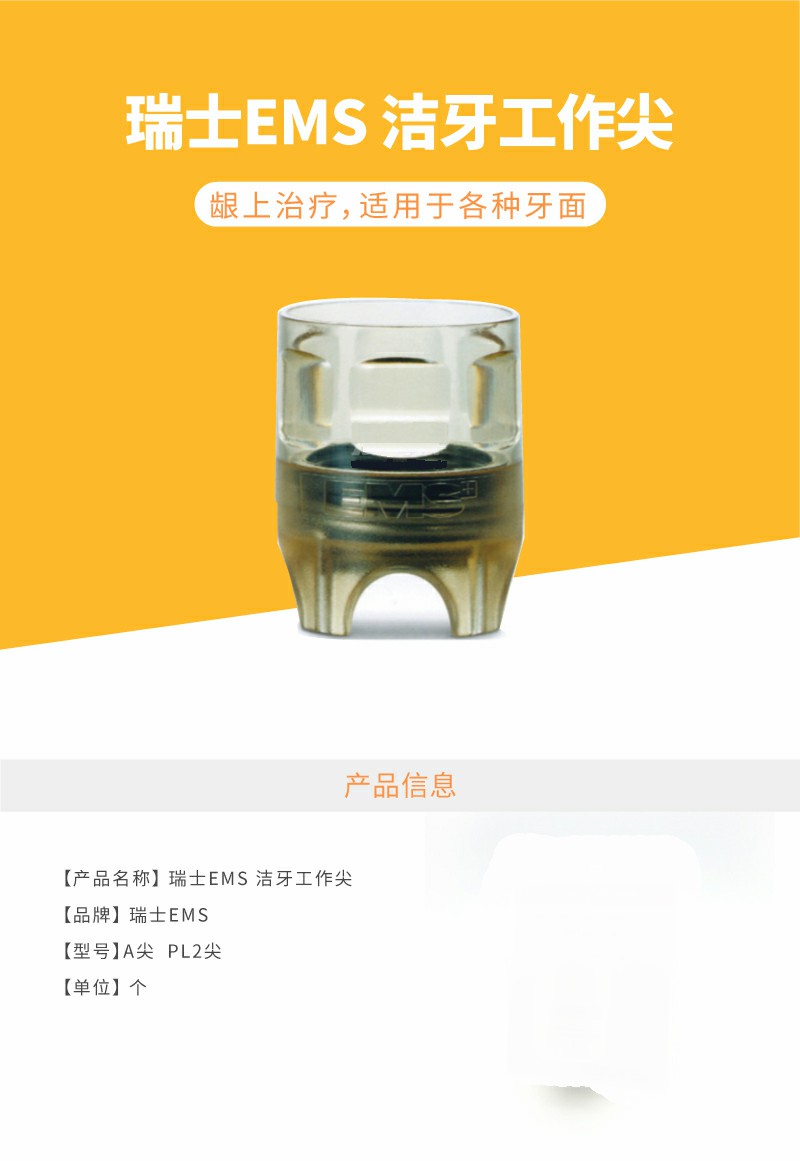 瑞士EMS 洁牙工作尖
龈上治疗，适用于各种牙面
EMS+
产品信息
【产品名称】瑞士EMS 洁牙工作尖
【品牌】瑞士EMS
【型号】A尖 PL2尖
【单位】个